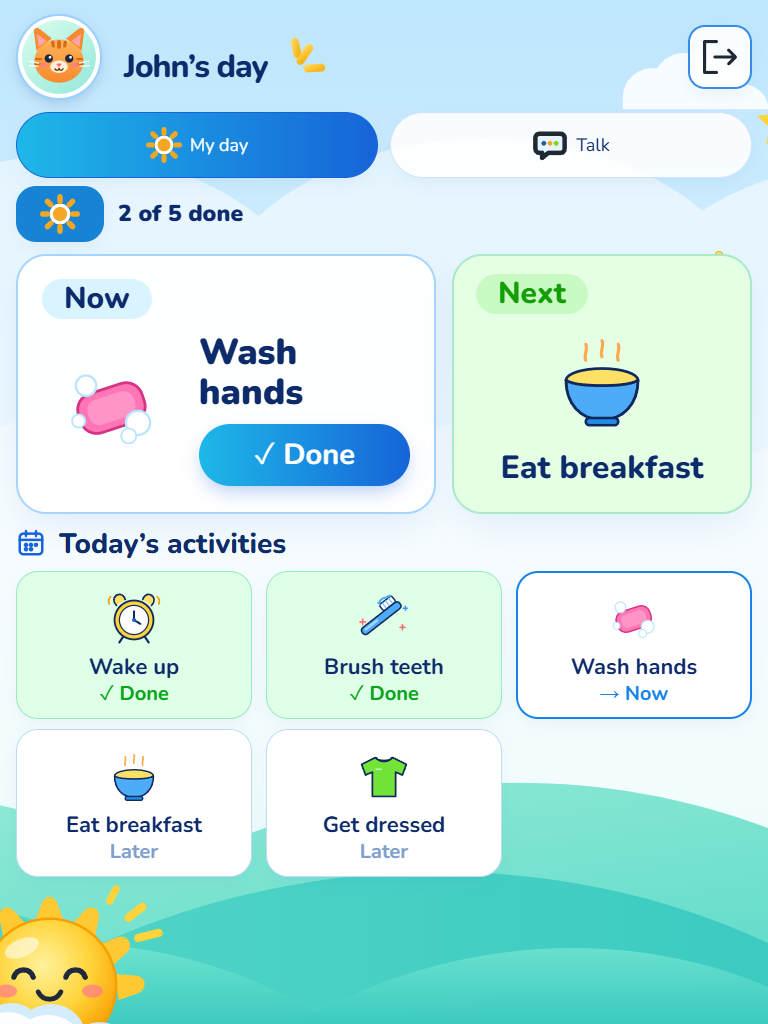 John’s day
My day
Talk
2 of 5 done
Now
Wash
hands
✓ Done
Next
Eat breakfast
Today’s activities
Wake up
✓ Done
Brush teeth
✓ Done
Wash hands
→ Now
Eat breakfast
Later
Get dressed
Later